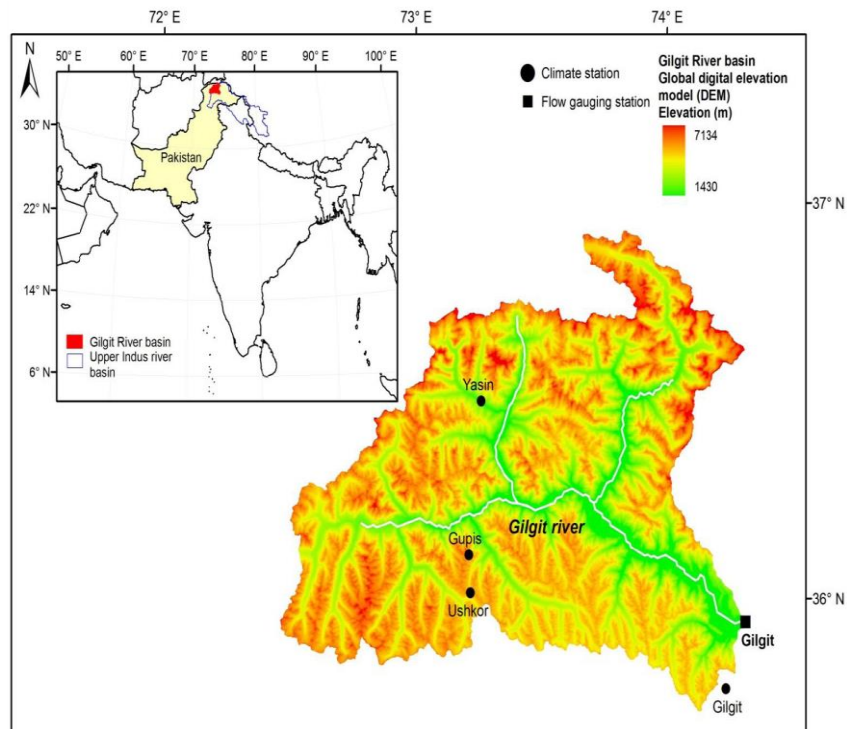 72° E
73° E
74° E
N
50° E
60° E
70° E
80° E
90° E
100° E
30° N
22° N
14° N
6° N
Pakistan
Gilgit River basin
Upper Indus river
basin
Climate station
Flow gauging station
Gilgit River basin
Global digital elevation
model (DEM)
Elevation (m)
7134
1430
37° N
36° N
Yasin
Gilgit river
Gupis
Ushkor
Gilgit
Gilgit